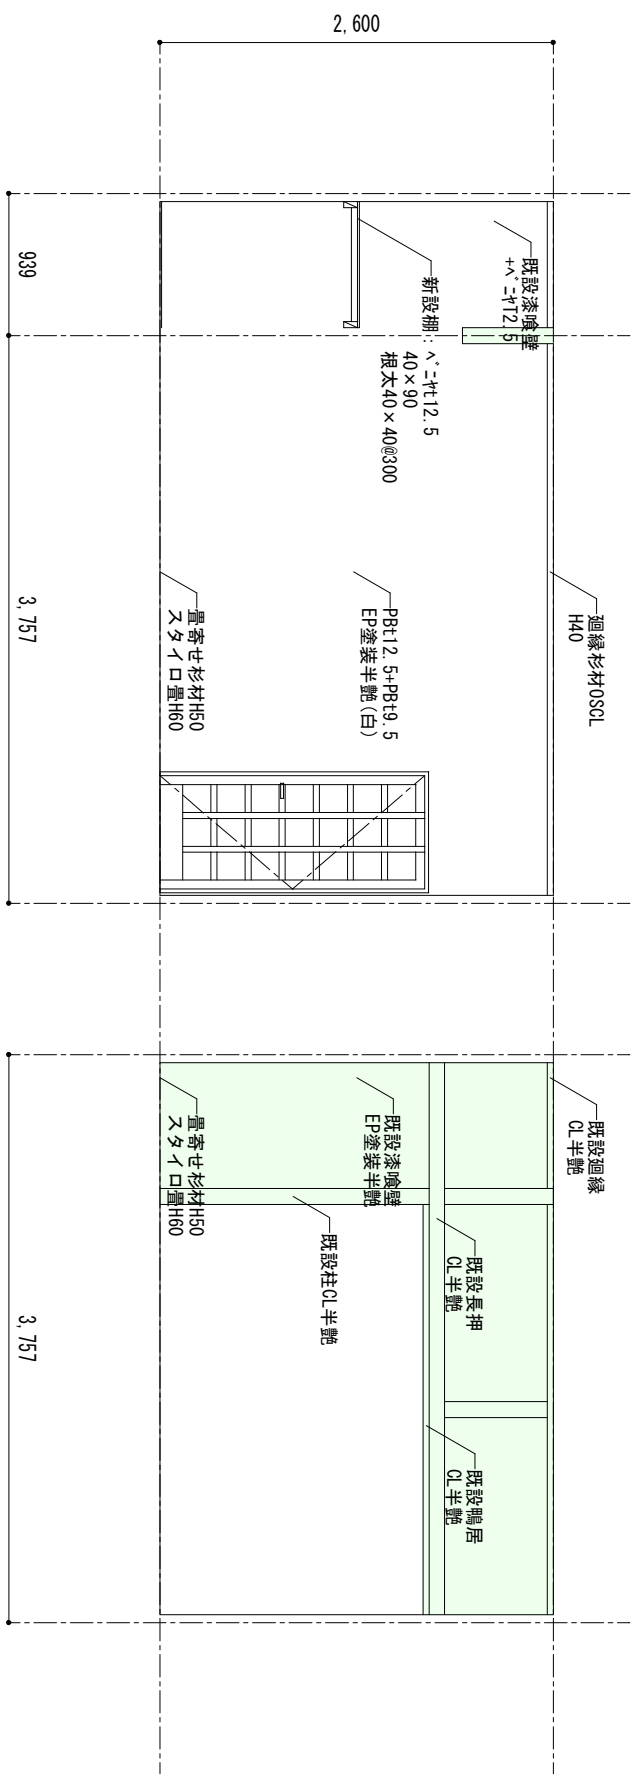 2,600
939
3,757
既設漆喰壁
+ﾍﾞﾆﾔT2.5
新設棚：ﾍﾞﾆﾔt12.5
40×90
根太40×40@300
廻縁杉材OSCL
H40
PBt12.5+PBt9.5
EP塗装半艶(白)
畳寄せ杉材H50
スタイロ畳H60
3,757
既設廻縁
CL半艶
既設漆喰壁
EP塗装半艶
畳寄せ杉材H50
スタイロ畳H60
既設長押
CL半艶
既設柱CL半艶
既設鴨居
CL半艶